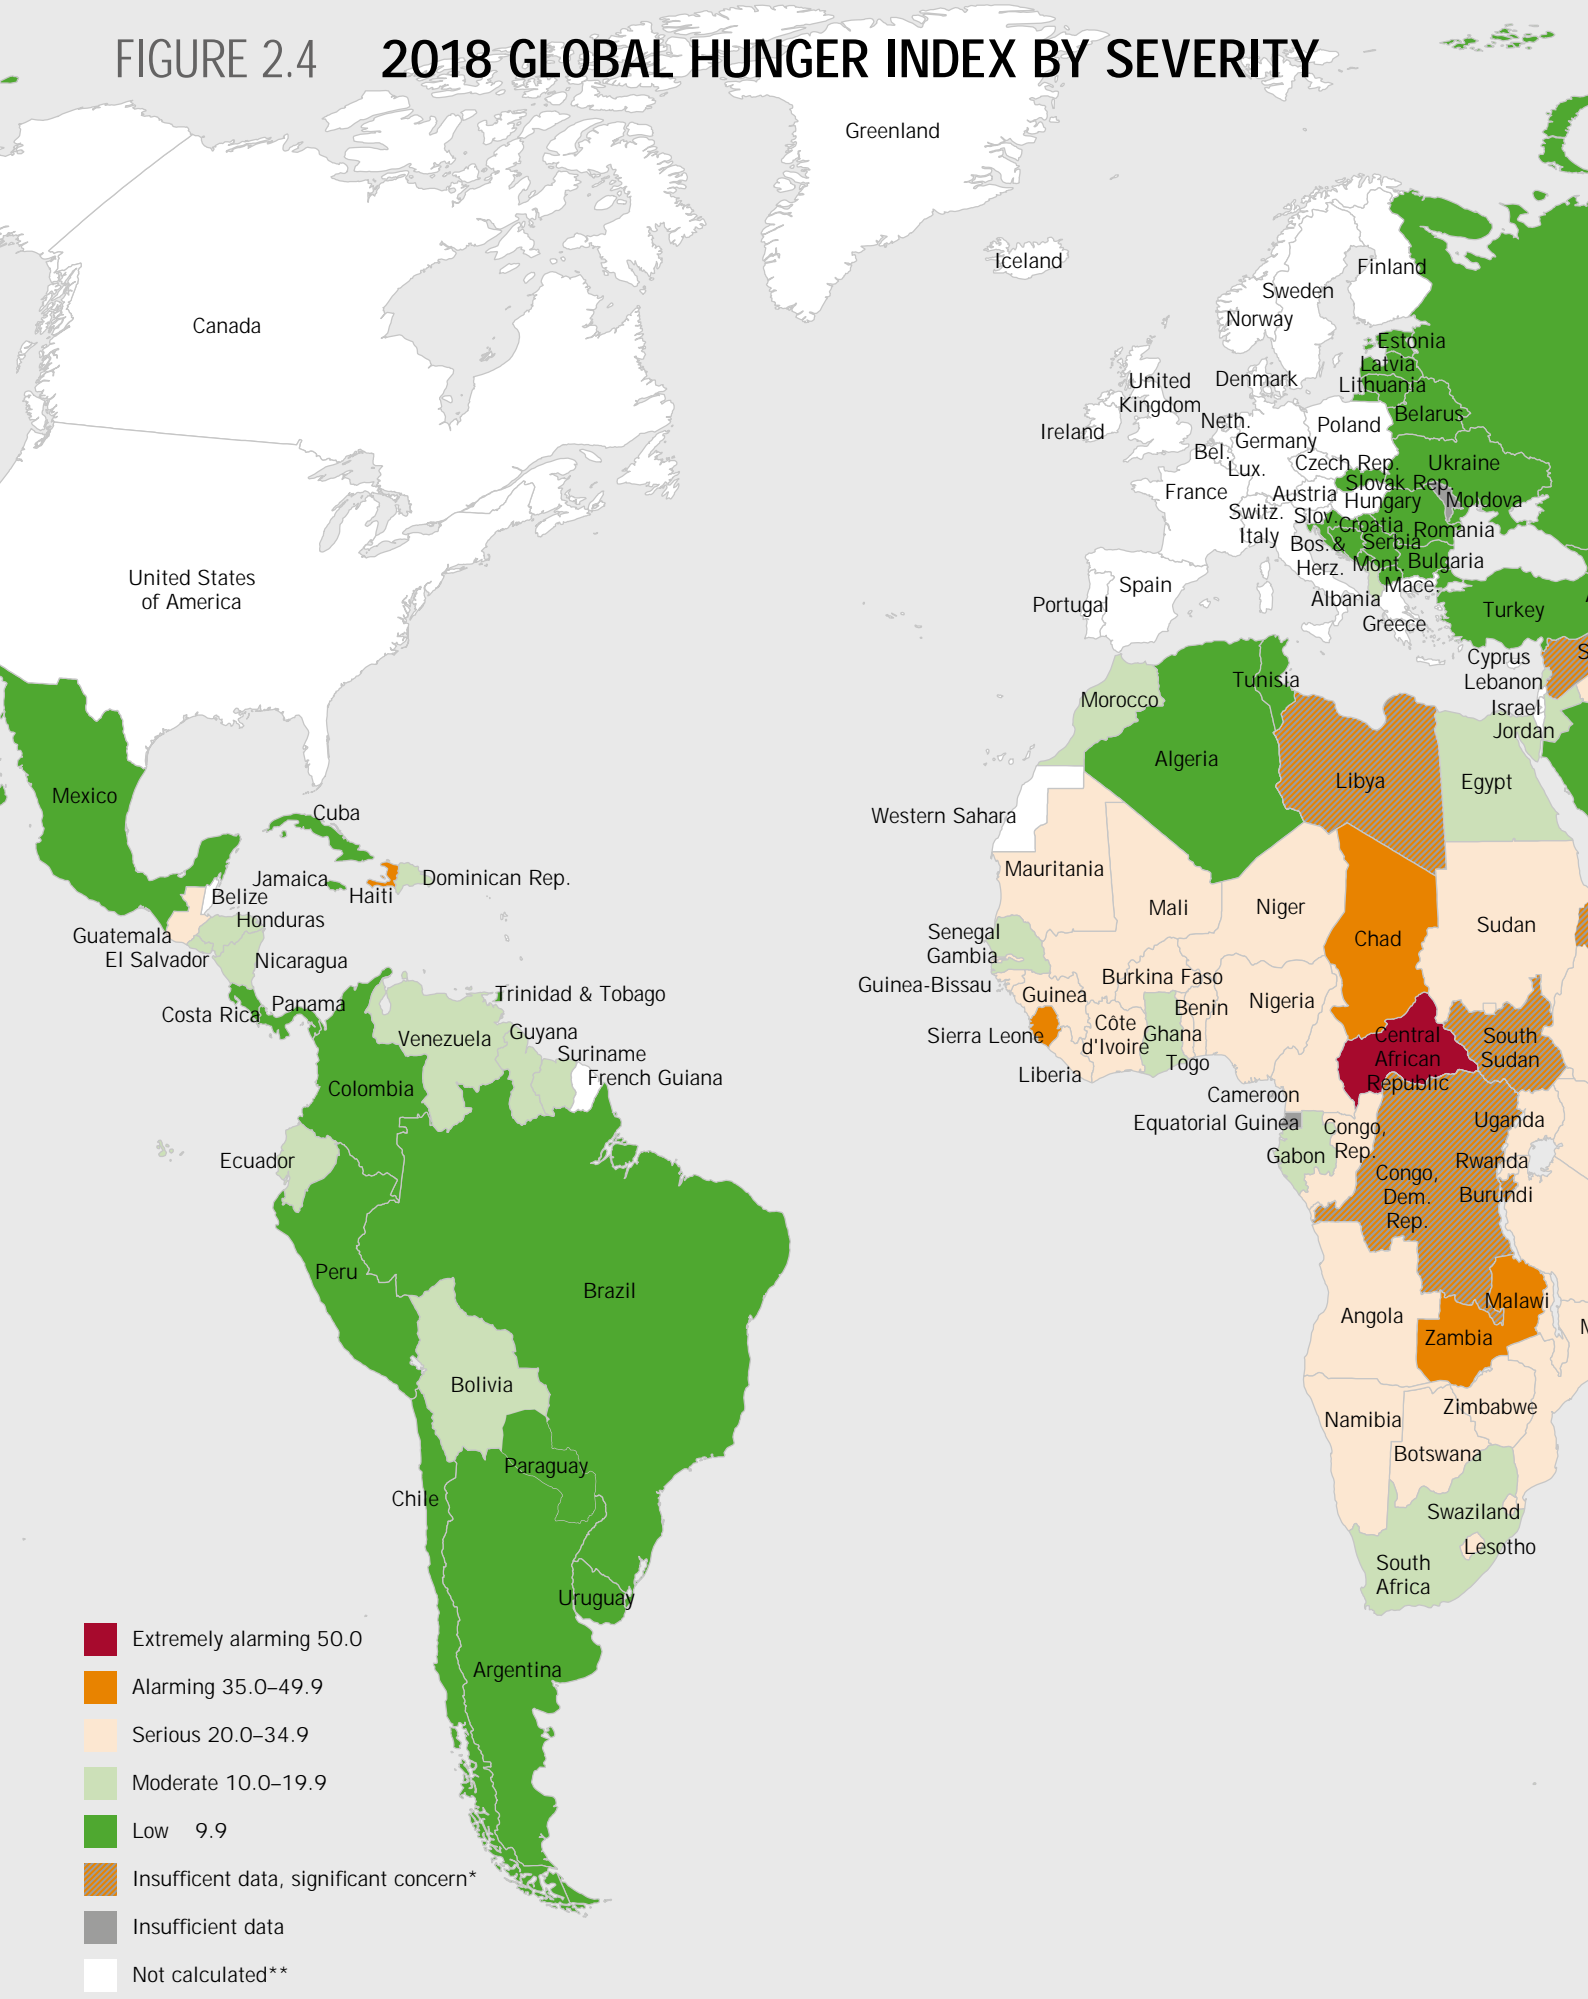 FIGURE 2.4 2018 GLOBAL HUNGER INDEX BY SEVERITY
Greenland
Iceland
Finland
Sweden
Norway
Canada
Estonia
Latvia
Lithuania
Denmark
United
Kingdom
Belarus
Neth.
Poland
Ireland
Germany
Bel.
Czech Rep.
Ukraine
Lux.
Slovak Rep.
France
Austria
Hungary
Moldova
Switz.
Slov.
Croatia
Romania
Italy
Bos.&
Herz.
Serbia
Mont.
Bulgaria
Mace.
United States
of America
Spain
Portugal
Albania
Greece
Turkey
Cyprus
S
Lebanon
Tunisia
Israel
Morocco
Jordan
Algeria
Libya
Egypt
Mexico
Cuba
Western Sahara
Mauritania
Jamaica
Haiti
Dominican Rep.
Belize
Honduras
Guatemala
El Salvador
Nicaragua
Mali
Niger
Chad
Sudan
Senegal
Gambia
Burkina Faso
Guinea-Bissau
Guinea
Benin
Nigeria
Trinidad & Tobago
Panama
Costa Rica
Venezuela
Guyana
Suriname
French Guiana
Colombia
Sierra Leone
Côte
d'Ivoire
Ghana
Togo
Liberia
Central
African
Republic
South
Sudan
Cameroon
Equatorial Guinea
Congo,
Rep.
Uganda
Gabon
Rwanda
Congo,
Dem.
Rep.
Burundi
Ecuador
Peru
Brazil
Malawi
Angola
Zambia
M
Bolivia
Zimbabwe
Namibia
Botswana
Paraguay
Chile
Swaziland
Lesotho
South
Africa
Uruguay
Argentina
Extremely alarming 50.0
Alarming 35.0–49.9
Serious 20.0–34.9
Moderate 10.0–19.9
Low 9.9
Insufficent data, significant concern*
Insufficient data
Not calculated**